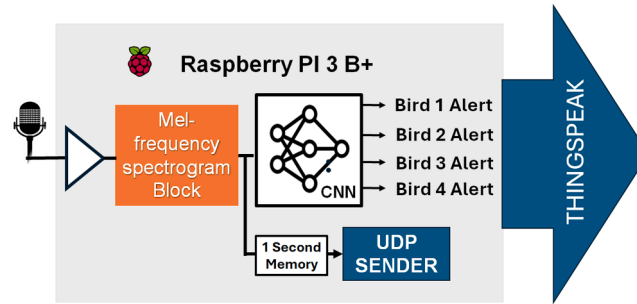 Raspberry PI 3 B+
Mel-
frequency
spectrogram
Block
CNN
Bird 1 Alert
Bird 2 Alert
Bird 3 Alert
Bird 4 Alert
1 Second
Memory
UDP
SENDER
THINGSPEAK